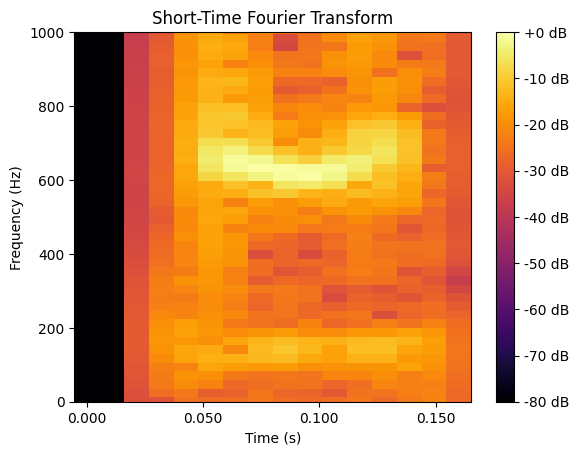 Short-Time Fourier Transform
1000
800
600
400
200
0
Frequency (Hz)
0.000
0.050
0.100
0.150
Time (s)
+0 dB
-10 dB
-20 dB
-30 dB
-40 dB
-50 dB
-60 dB
-70 dB
-80 dB